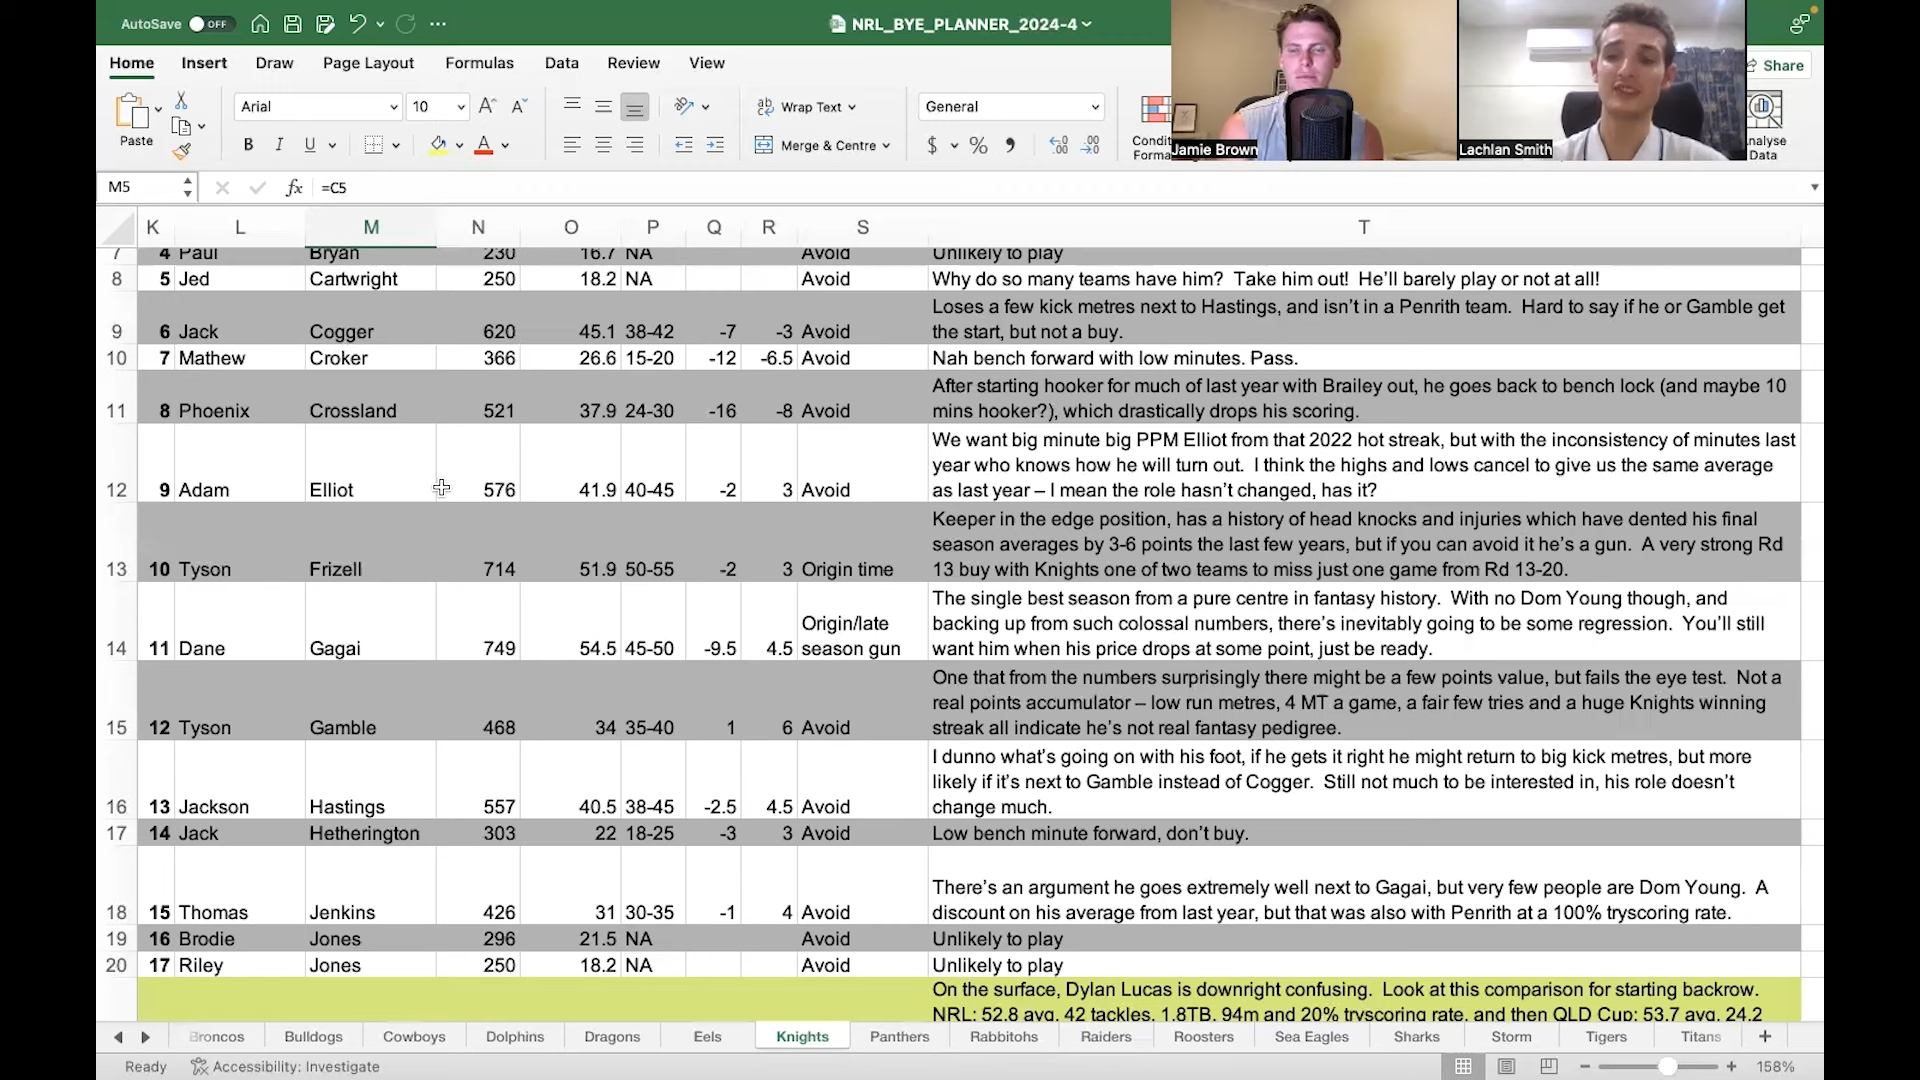 AutoSave OFF
NRL_BYE_PLANNER_2024-4
Home Insert Draw Page Layout Formulas Data Review View
Share
Paste
Arial 10
B I U
Wrap Text
Merge & Centre
General
$ %
Jamie Brown
Lachlan Smith
Analyse
Data
M5 fx =C5
K L M N O P Q R S T
7 4 Paul Bryan 230 16.7 NA Avoid Unlikely to play
8 5 Jed Cartwright 250 18.2 NA Avoid Why do so many teams have him? Take him out! He'll barely play or not at all!
Loses a few kick metres next to Hastings, and isn't in a Penrith team. Hard to say if he or Gamble get
9 6 Jack Cogger 620 45.1 38-42 -7 -3 Avoid the start, but not a buy.
10 7 Mathew Croker 366 26.6 15-20 -12 -6.5 Avoid Nah bench forward with low minutes. Pass.
After starting hooker for much of last year with Brailey out, he goes back to bench lock (and maybe 10
11 8 Phoenix Crossland 521 37.9 24-30 -16 -8 Avoid mins hooker?), which drastically drops his scoring.
We want big minute big PPM Elliot from that 2022 hot streak, but with the inconsistency of minutes last
year who knows how he will turn out. I think the highs and lows cancel to give us the same average
12 9 Adam Elliot 576 41.9 40-45 -2 3 Avoid as last year – I mean the role hasn't changed, has it?
Keeper in the edge position, has a history of head knocks and injuries which have dented his final
season averages by 3-6 points the last few years, but if you can avoid it he's a gun. A very strong Rd
13 10 Tyson Frizell 714 51.9 50-55 -2 3 Origin time 13 buy with Knights one of two teams to miss just one game from Rd 13-20.
The single best season from a pure centre in fantasy history. With no Dom Young though, and
Origin/late backing up from such colossal numbers, there's inevitably going to be some regression. You'll still
14 11 Dane Gagai 749 54.5 45-50 -9.5 4.5 season gun want him when his price drops at some point, just be ready.
One that from the numbers surprisingly there might be a few points value, but fails the eye test. Not a
real points accumulator – low run metres, 4 MT a game, a fair few tries and a huge Knights winning
15 12 Tyson Gamble 468 34 35-40 1 6 Avoid streak all indicate he's not real fantasy pedigree.
I dunno what's going on with his foot, if he gets it right he might return to big kick metres, but more
likely if it's next to Gamble instead of Cogger. Still not much to be interested in, his role doesn't
16 13 Jackson Hastings 557 40.5 38-45 -2.5 4.5 Avoid change much.
17 14 Jack Hetherington 303 22 18-25 -3 3 Avoid Low bench minute forward, don't buy.
There's an argument he goes extremely well next to Gagai, but very few people are Dom Young. A
18 15 Thomas Jenkins 426 31 30-35 -1 4 Avoid discount on his average from last year, but that was also with Penrith at a 100% tryscoring rate.
19 16 Brodie Jones 296 21.5 NA Avoid Unlikely to play
20 17 Riley Jones 250 18.2 NA Avoid Unlikely to play
On the surface, Dylan Lucas is downright confusing. Look at this comparison for starting backrow.
NRL: 52.8 avg, 42 tackles, 1.8TB, 94m and 20% tryscoring rate, and then QLD Cup: 53.7 avg, 24.2
Broncos Bulldogs Cowboys Dolphins Dragons Eels Knights Panthers Rabbitohs Raiders Roosters Sea Eagles Sharks Storm Tigers Titans
Ready Accessibility: Investigate 158%